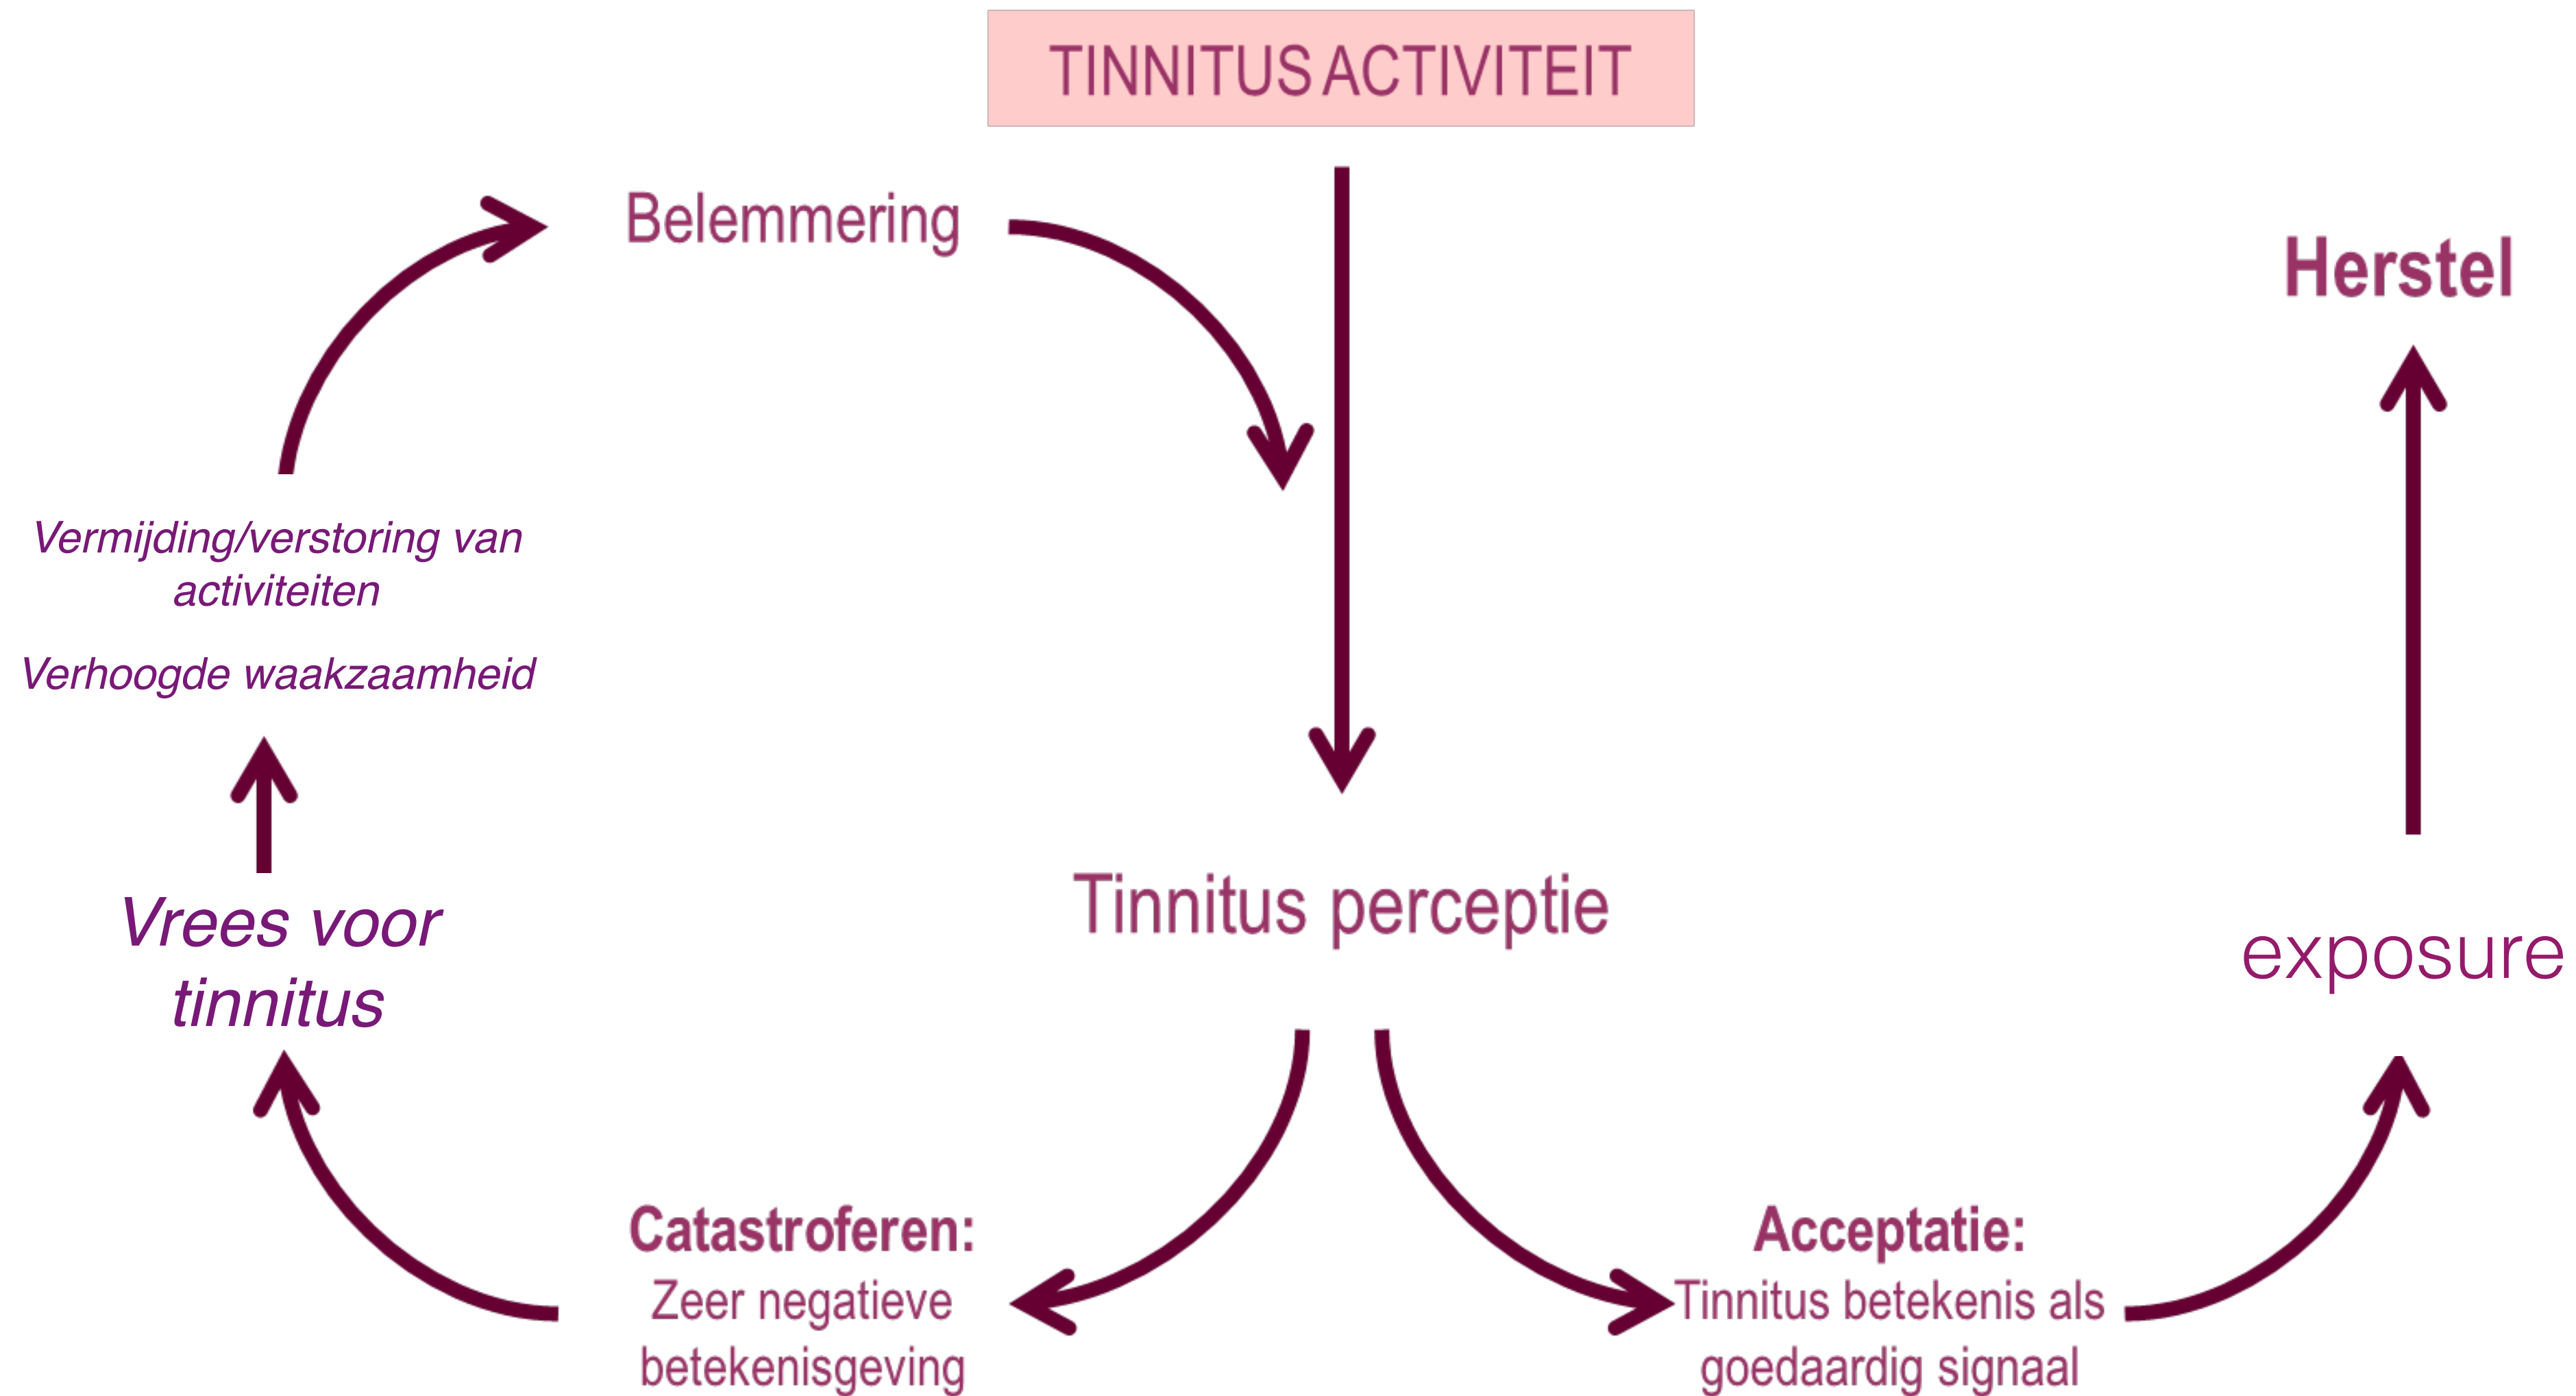 TINNITUS ACTIVITEIT
Belemmering
Herstel
Vermijding/verstoring van
activiteiten
Verhoogde waakzaamheid
Vrees voor
tinnitus
Tinnitus perceptie
exposure
Catastroferen:
Zeer negatieve
betekenisgeving
Acceptatie:
Tinnitus betekenis als
goedaardig signaal